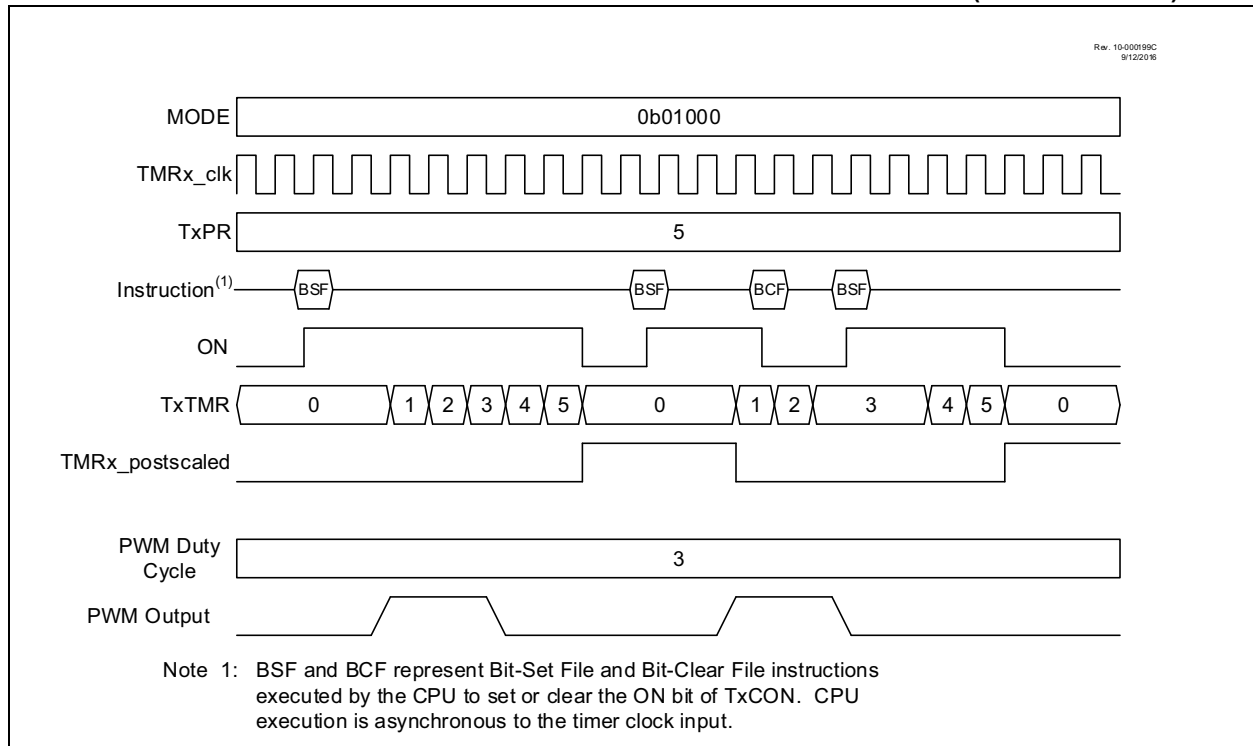 Rev. 10-000199C
9/12/2016
MODE
0b01000
TMRx_clk
TxPR
5
Instruction(1)
BSF
BSF
BCF
BSF
ON
TxTMR
0
1
2
3
4
5
0
1
2
3
4
5
0
TMRx_postscaled
PWM Duty
Cycle
3
PWM Output
Note 1: BSF and BCF represent Bit-Set File and Bit-Clear File instructions
executed by the CPU to set or clear the ON bit of TxCON. CPU
execution is asynchronous to the timer clock input.